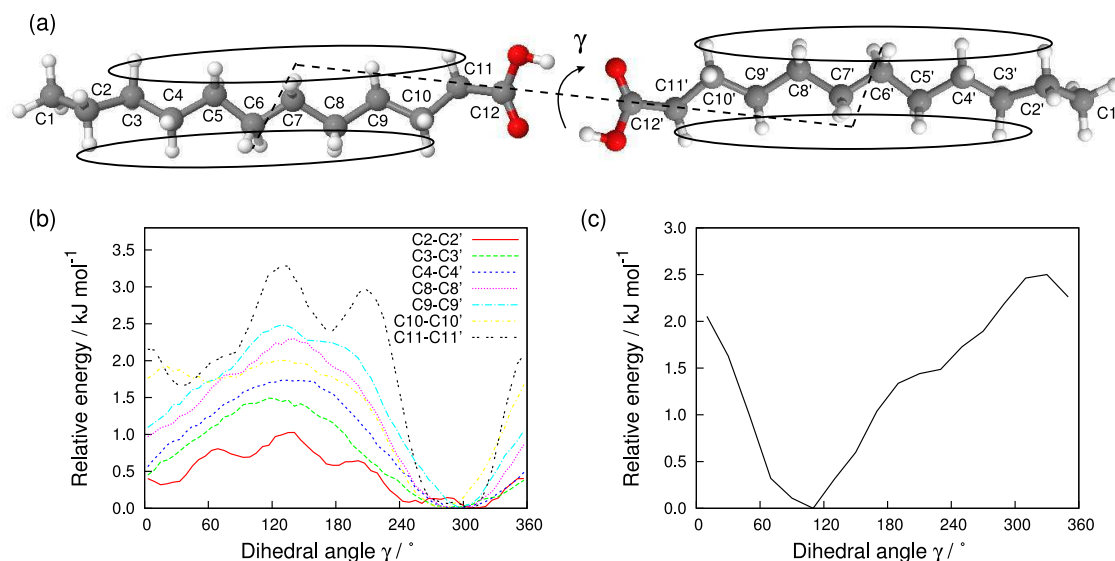 (a)
γ
C1 C2 C3 C4 C5 C6 C7 C8 C9 C10 C11 C12
C12' C11' C10' C9' C8' C7' C6' C5' C4' C3' C2' C1
(b)
Relative energy / kJ mol⁻¹
3.5
3.0
2.5
2.0
1.5
1.0
0.5
0.0
0 60 120 180 240 300 360
Dihedral angle γ / °
C2-C2'
C3-C3'
C4-C4'
C8-C8'
C9-C9'
C10-C10'
C11-C11'
(c)
Relative energy / kJ mol⁻¹
3.0
2.5
2.0
1.5
1.0
0.5
0.0
0 60 120 180 240 300 360
Dihedral angle γ / °